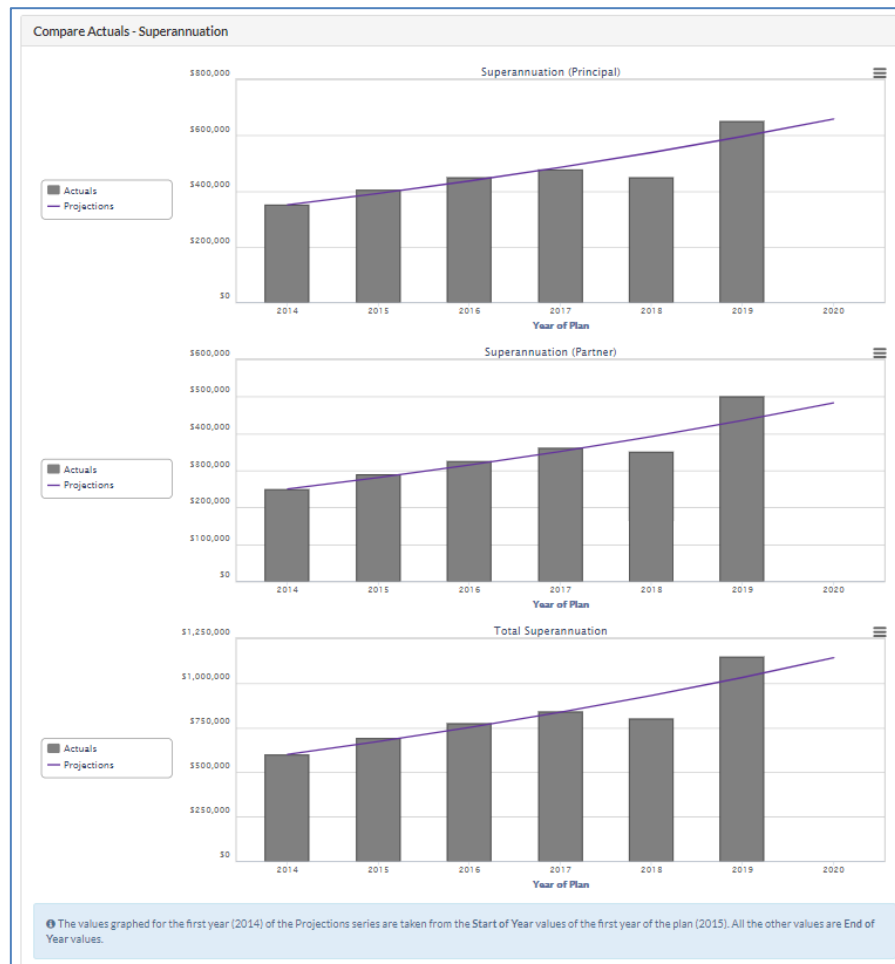 Compare Actuals - Superannuation
Superannuation (Principal)
$800,000
$600,000
$400,000
$200,000
$0
Actuals
Projections
2014 2015 2016 2017 2018 2019 2020
Year of Plan
Superannuation (Partner)
$600,000
$500,000
$400,000
$300,000
$200,000
$100,000
$0
Actuals
Projections
2014 2015 2016 2017 2018 2019 2020
Year of Plan
Total Superannuation
$1,250,000
$1,000,000
$750,000
$500,000
$250,000
$0
Actuals
Projections
2014 2015 2016 2017 2018 2019 2020
Year of Plan
The values graphed for the first year (2014) of the Projections series are taken from the Start of Year values of the first year of the plan (2015). All the other values are End of
Year values.